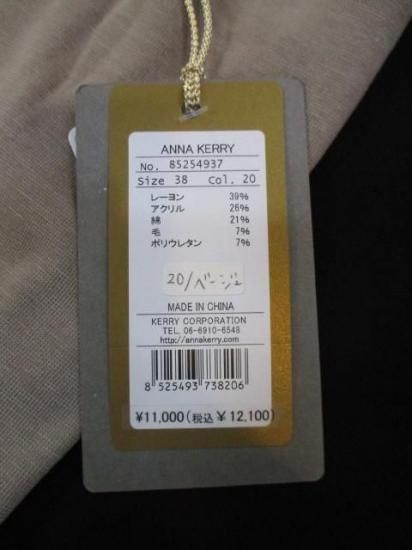 ANNA KERRY
No. 85254937
Size 38 Col. 20
レーヨン 39%
アクリル 26%
綿 21%
毛 7%
ポリウレタン 7%
20/ベージュ
MADE IN CHINA
KERRY CORPORATION
TEL. 06-6910-6548
http://annakerry.com
8 525493 738206
¥11,000(税込¥12,100)